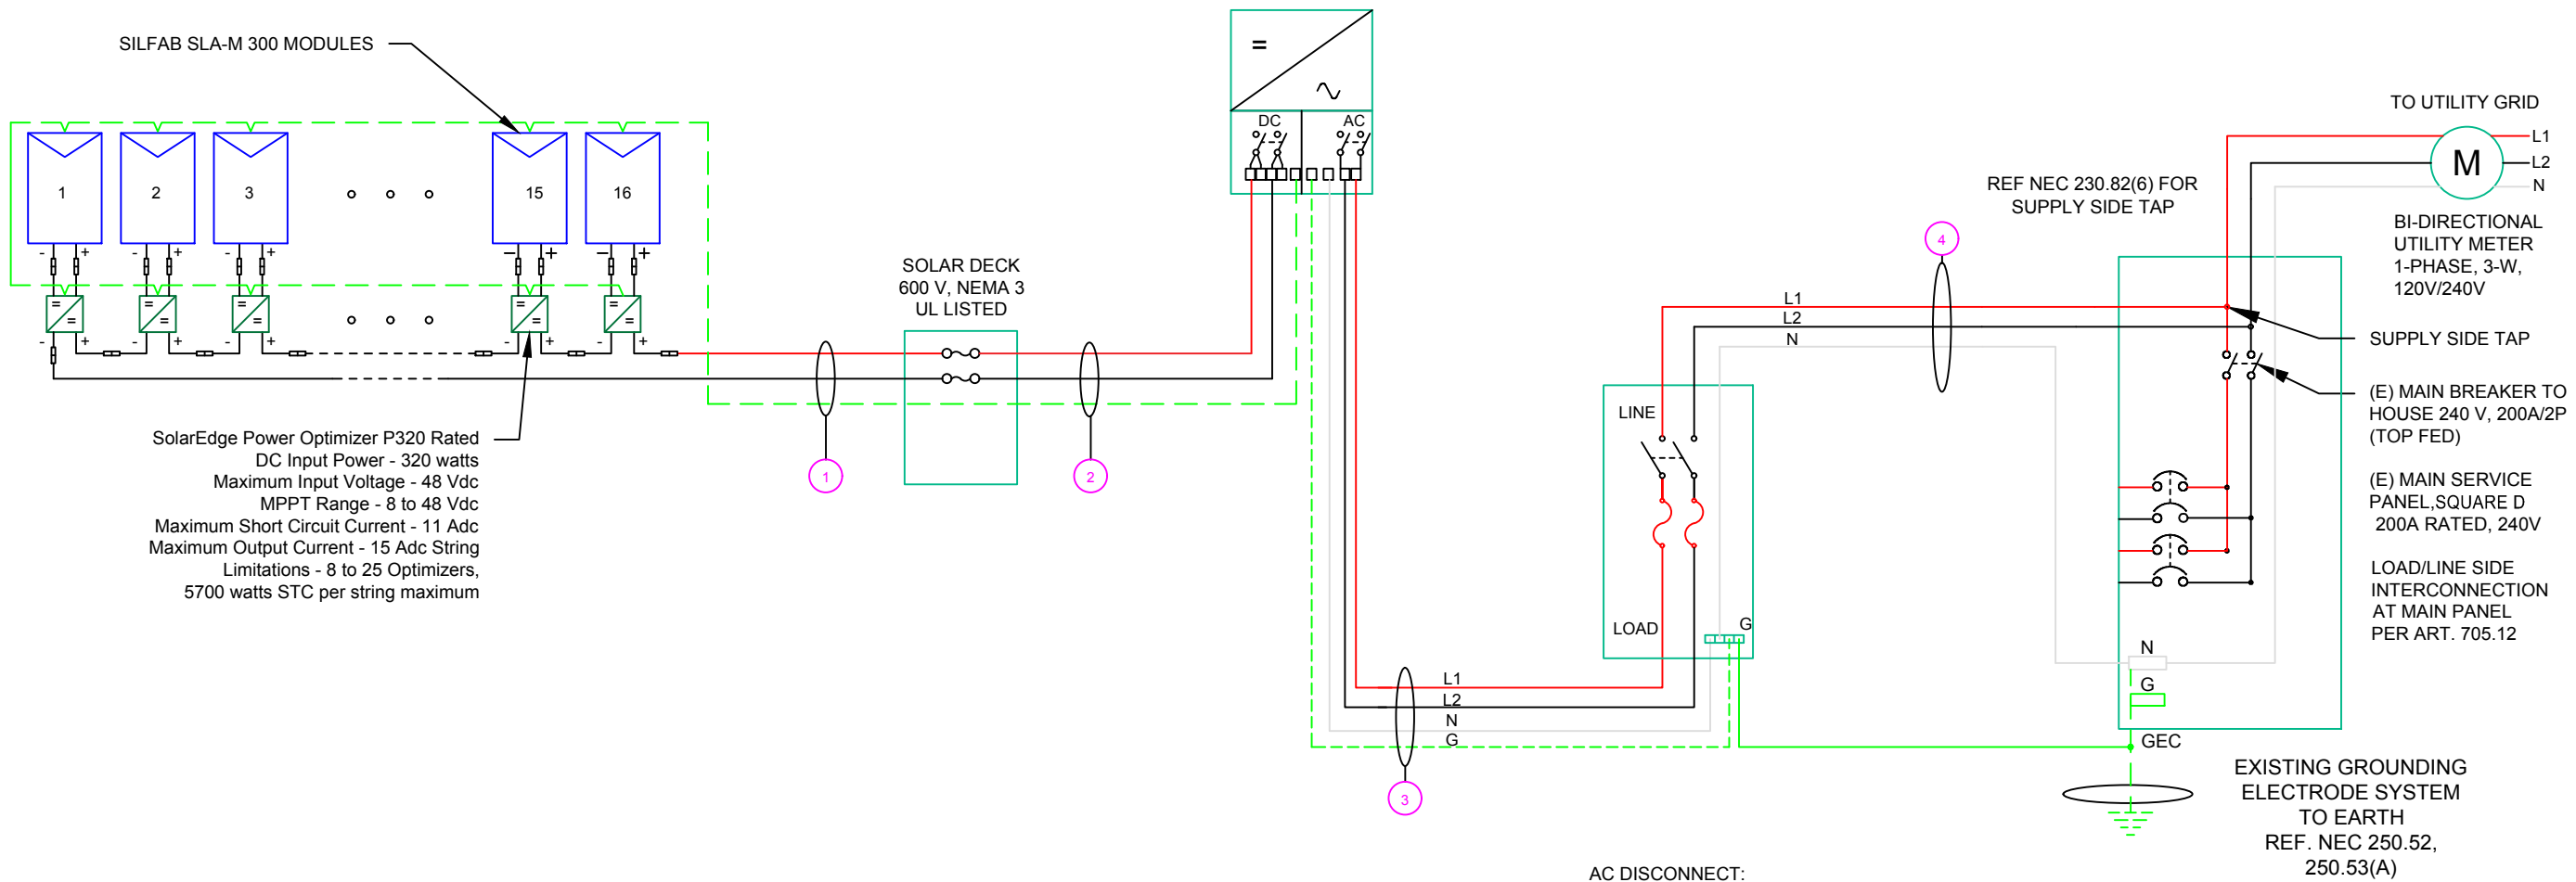 SILFAB SLA-M 300 MODULES
1
2
3
15
16
- +
- +
- +
- +
- +
= =
= =
= =
= =
= =
- +
- +
- +
- +
- +
SolarEdge Power Optimizer P320 Rated
DC Input Power - 320 watts
Maximum Input Voltage - 48 Vdc
MPPT Range - 8 to 48 Vdc
Maximum Short Circuit Current - 11 Adc
Maximum Output Current - 15 Adc String
Limitations - 8 to 25 Optimizers,
5700 watts STC per string maximum
1
SOLAR DECK
600 V, NEMA 3
UL LISTED
2
=
∿
DC
AC
L1
L2
N
G
3
LINE
LOAD
G
AC DISCONNECT:
L1
L2
N
4
REF NEC 230.82(6) FOR
SUPPLY SIDE TAP
TO UTILITY GRID
M
L1
L2
N
BI-DIRECTIONAL
UTILITY METER
1-PHASE, 3-W,
120V/240V
SUPPLY SIDE TAP
(E) MAIN BREAKER TO
HOUSE 240 V, 200A/2P
(TOP FED)
(E) MAIN SERVICE
PANEL,SQUARE D
200A RATED, 240V
LOAD/LINE SIDE
INTERCONNECTION
AT MAIN PANEL
PER ART. 705.12
N
G
GEC
EXISTING GROUNDING
ELECTRODE SYSTEM
TO EARTH
REF. NEC 250.52,
250.53(A)